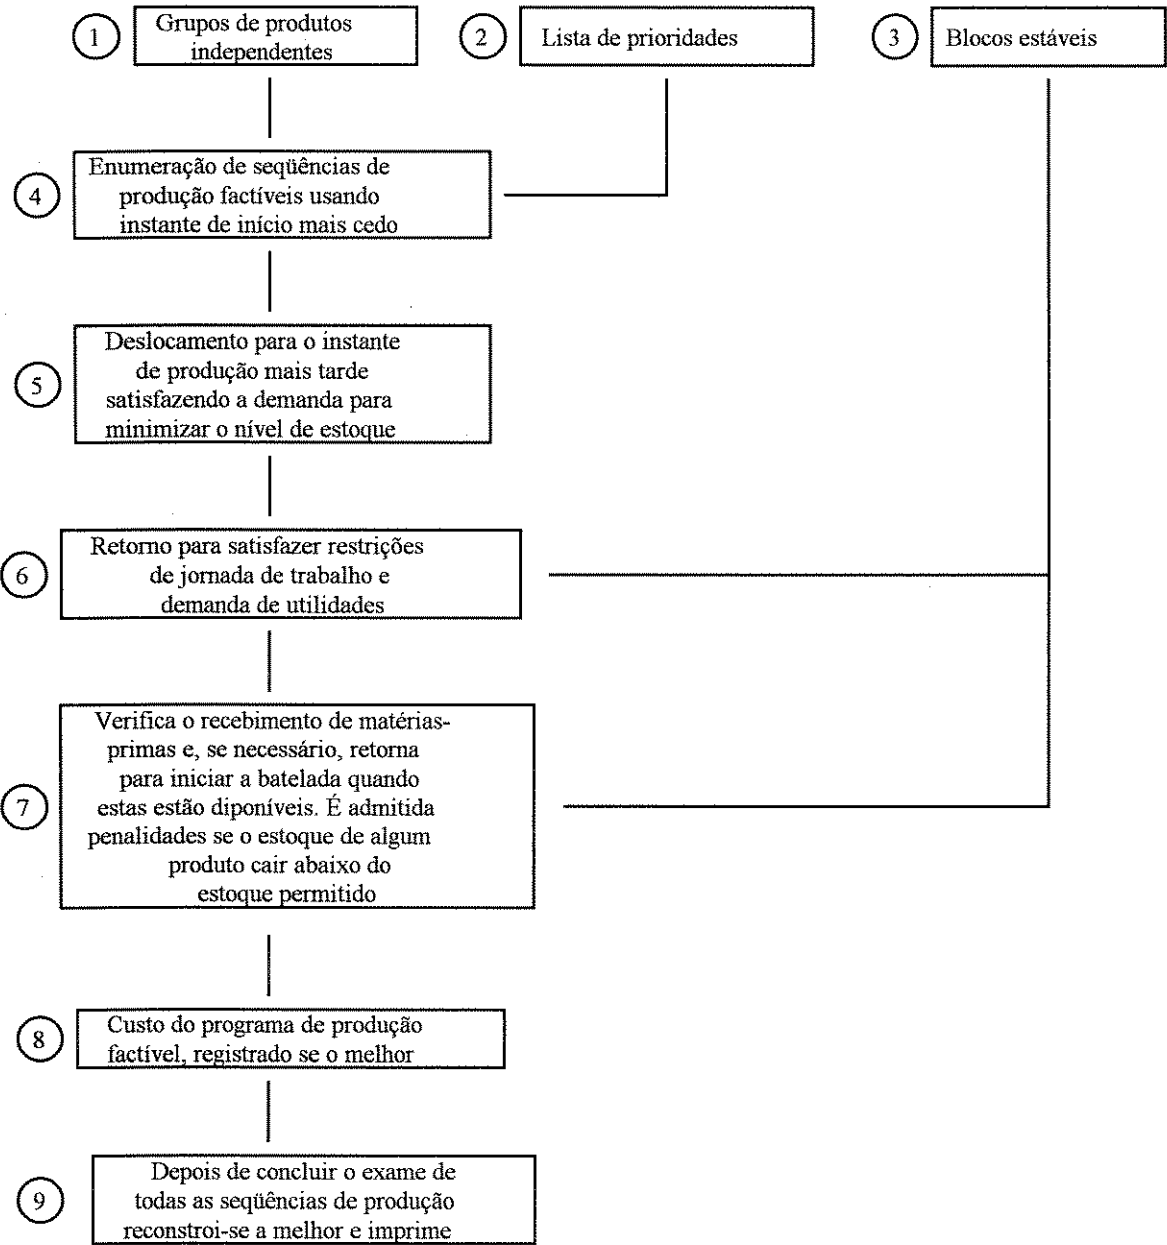 1
Grupos de produtos
independentes
2
Lista de prioridades
3
Blocos estáveis
4
Enumeração de seqüências de
produção factíveis usando
instante de início mais cedo
5
Deslocamento para o instante
de produção mais tarde
satisfazendo a demanda para
minimizar o nível de estoque
6
Retorno para satisfazer restrições
de jornada de trabalho e
demanda de utilidades
7
Verifica o recebimento de matérias-
primas e, se necessário, retorna
para iniciar a batelada quando
estas estão diponíveis. É admitida
penalidades se o estoque de algum
produto cair abaixo do
estoque permitido
8
Custo do programa de produção
factível, registrado se o melhor
9
Depois de concluir o exame de
todas as seqüências de produção
reconstroi-se a melhor e imprime